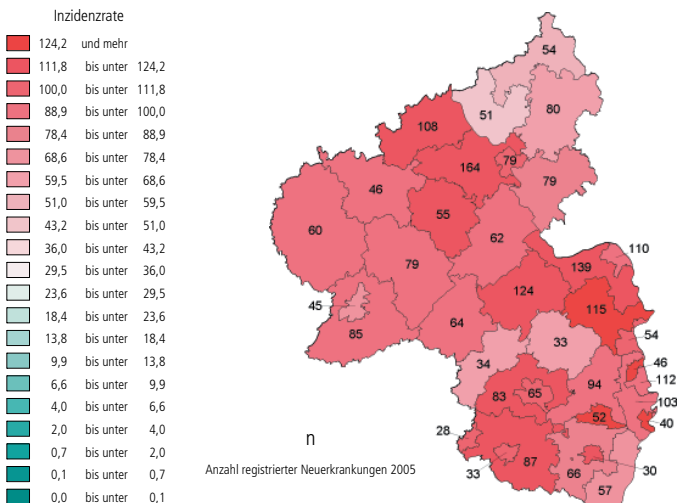 Inzidenzrate
124,2 und mehr
111,8 bis unter 124,2
100,0 bis unter 111,8
88,9 bis unter 100,0
78,4 bis unter 88,9
68,6 bis unter 78,4
59,5 bis unter 68,6
51,0 bis unter 59,5
43,2 bis unter 51,0
36,0 bis unter 43,2
29,5 bis unter 36,0
23,6 bis unter 29,5
18,4 bis unter 23,6
13,8 bis unter 18,4
9,9 bis unter 13,8
6,6 bis unter 9,9
4,0 bis unter 6,6
2,0 bis unter 4,0
0,7 bis unter 2,0
0,1 bis unter 0,7
0,0 bis unter 0,1
n
Anzahl registrierter Neuerkrankungen 2005
54
51
80
108
164
79
79
46
55
60
62
79
110
139
124
115
45
85
64
33
54
34
46
94
112
83
65
103
52
40
28
33
87
66
30
57